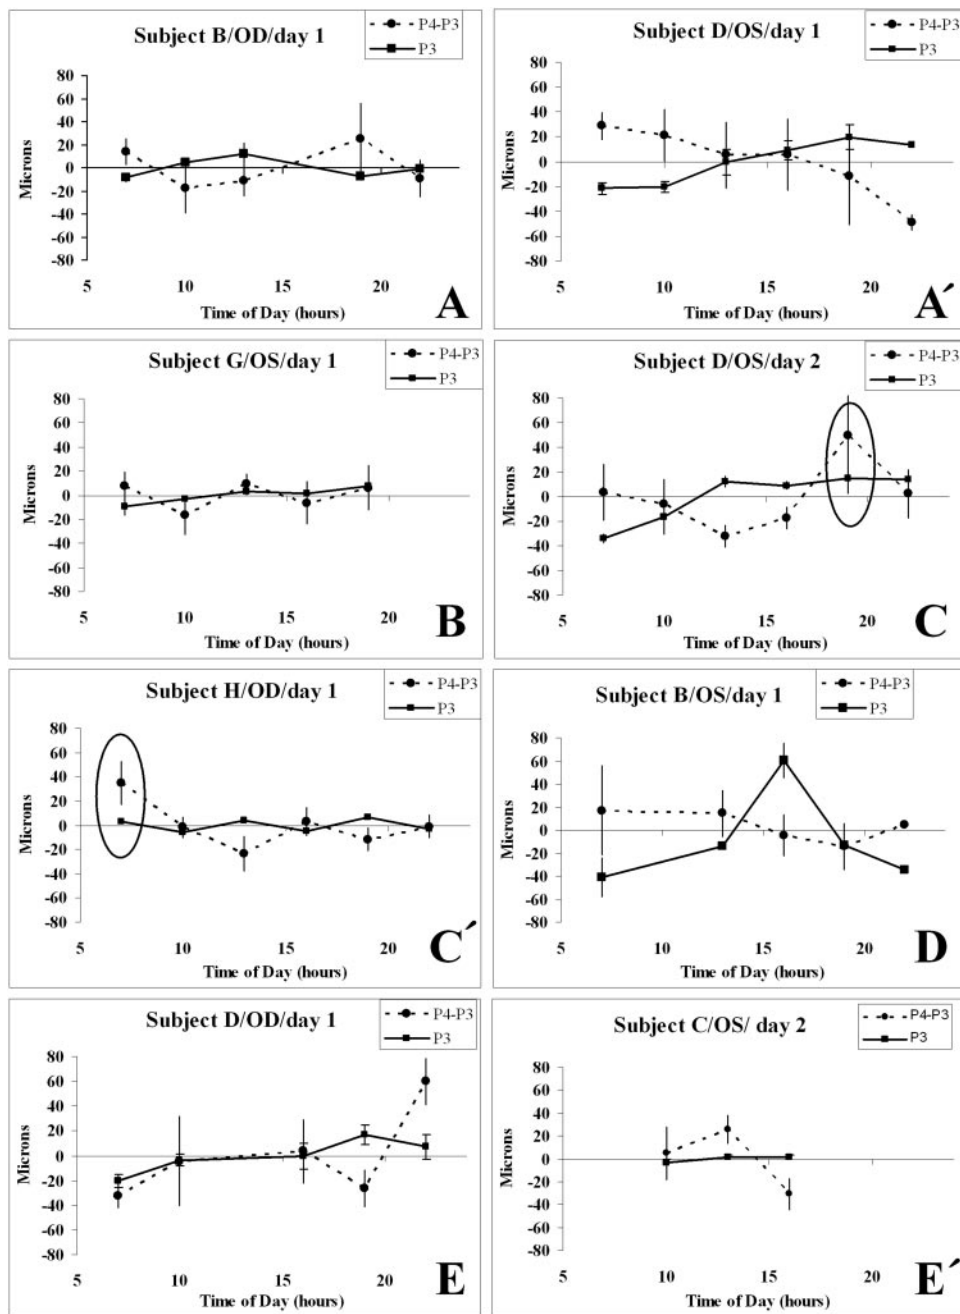 Subject B/OD/day 1
P4-P3
P3
80
60
40
20
0
-20
-40
-60
-80
Microns
5
10
15
20
Time of Day (hours)
A
Subject D/OS/day 1
P4-P3
P3
80
60
40
20
0
-20
-40
-60
-80
Microns
5
10
15
20
Time of Day (hours)
A´
Subject G/OS/day 1
P4-P3
P3
80
60
40
20
0
-20
-40
-60
-80
Microns
5
10
15
20
Time of Day (hours)
B
Subject D/OS/day 2
P4-P3
P3
80
60
40
20
0
-20
-40
-60
-80
Microns
5
10
15
20
Time of Day (hours)
C
Subject H/OD/day 1
P4-P3
P3
80
60
40
20
0
-20
-40
-60
-80
Microns
5
10
15
20
Time of Day (hours)
C´
Subject B/OS/day 1
P4-P3
P3
80
60
40
20
0
-20
-40
-60
-80
Microns
5
10
15
20
Time of Day (hours)
D
Subject D/OD/day 1
P4-P3
P3
80
60
40
20
0
-20
-40
-60
-80
Microns
5
10
15
20
Time of Day (hours)
E
Subject C/OS/ day 2
P4-P3
P3
80
60
40
20
0
-20
-40
-60
-80
Microns
5
10
15
20
Time of Day (hours)
E´